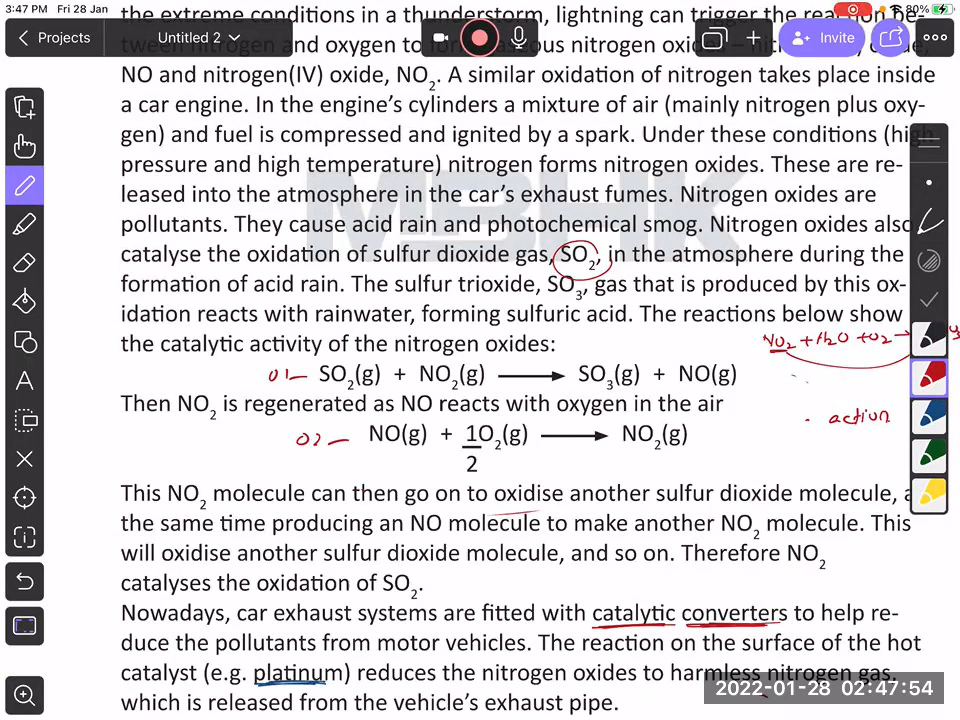 3:47 PM Fri 28 Jan
80%
the extreme conditions in a thunderstorm, lightning can trigger the reaction be-
Projects
Untitled 2
Invite
and oxygen to
nitrogen
NO and nitrogen(IV) oxide, NO2. A similar oxidation of nitrogen takes place inside
a car engine. In the engine’s cylinders a mixture of air (mainly nitrogen plus oxy-
gen) and fuel is compressed and ignited by a spark. Under these conditions (high
pressure and high temperature) nitrogen forms nitrogen oxides. These are re-
leased into the atmosphere in the car’s exhaust fumes. Nitrogen oxides are
MBHK
pollutants. They cause acid rain and photochemical smog. Nitrogen oxides also
catalyse the oxidation of sulfur dioxide gas, SO2, in the atmosphere during the
formation of acid rain. The sulfur trioxide, SO3, gas that is produced by this ox-
idation reacts with rainwater, forming sulfuric acid. The reactions below show
NO2 + H2O + O2 →
the catalytic activity of the nitrogen oxides:
01 — SO2(g) + NO2(g) ⟶ SO3(g) + NO(g)
Then NO2 is regenerated as NO reacts with oxygen in the air
action
02 — NO(g) + 1/2O2(g) ⟶ NO2(g)
This NO2 molecule can then go on to oxidise another sulfur dioxide molecule,
the same time producing an NO molecule to make another NO2 molecule. This
will oxidise another sulfur dioxide molecule, and so on. Therefore NO2
catalyses the oxidation of SO2.
Nowadays, car exhaust systems are fitted with catalytic converters to help re-
duce the pollutants from motor vehicles. The reaction on the surface of the hot
catalyst (e.g. platinum) reduces the nitrogen oxides to harmless nitrogen gas,
which is released from the vehicle’s exhaust pipe.
2022-01-28 02:47:54